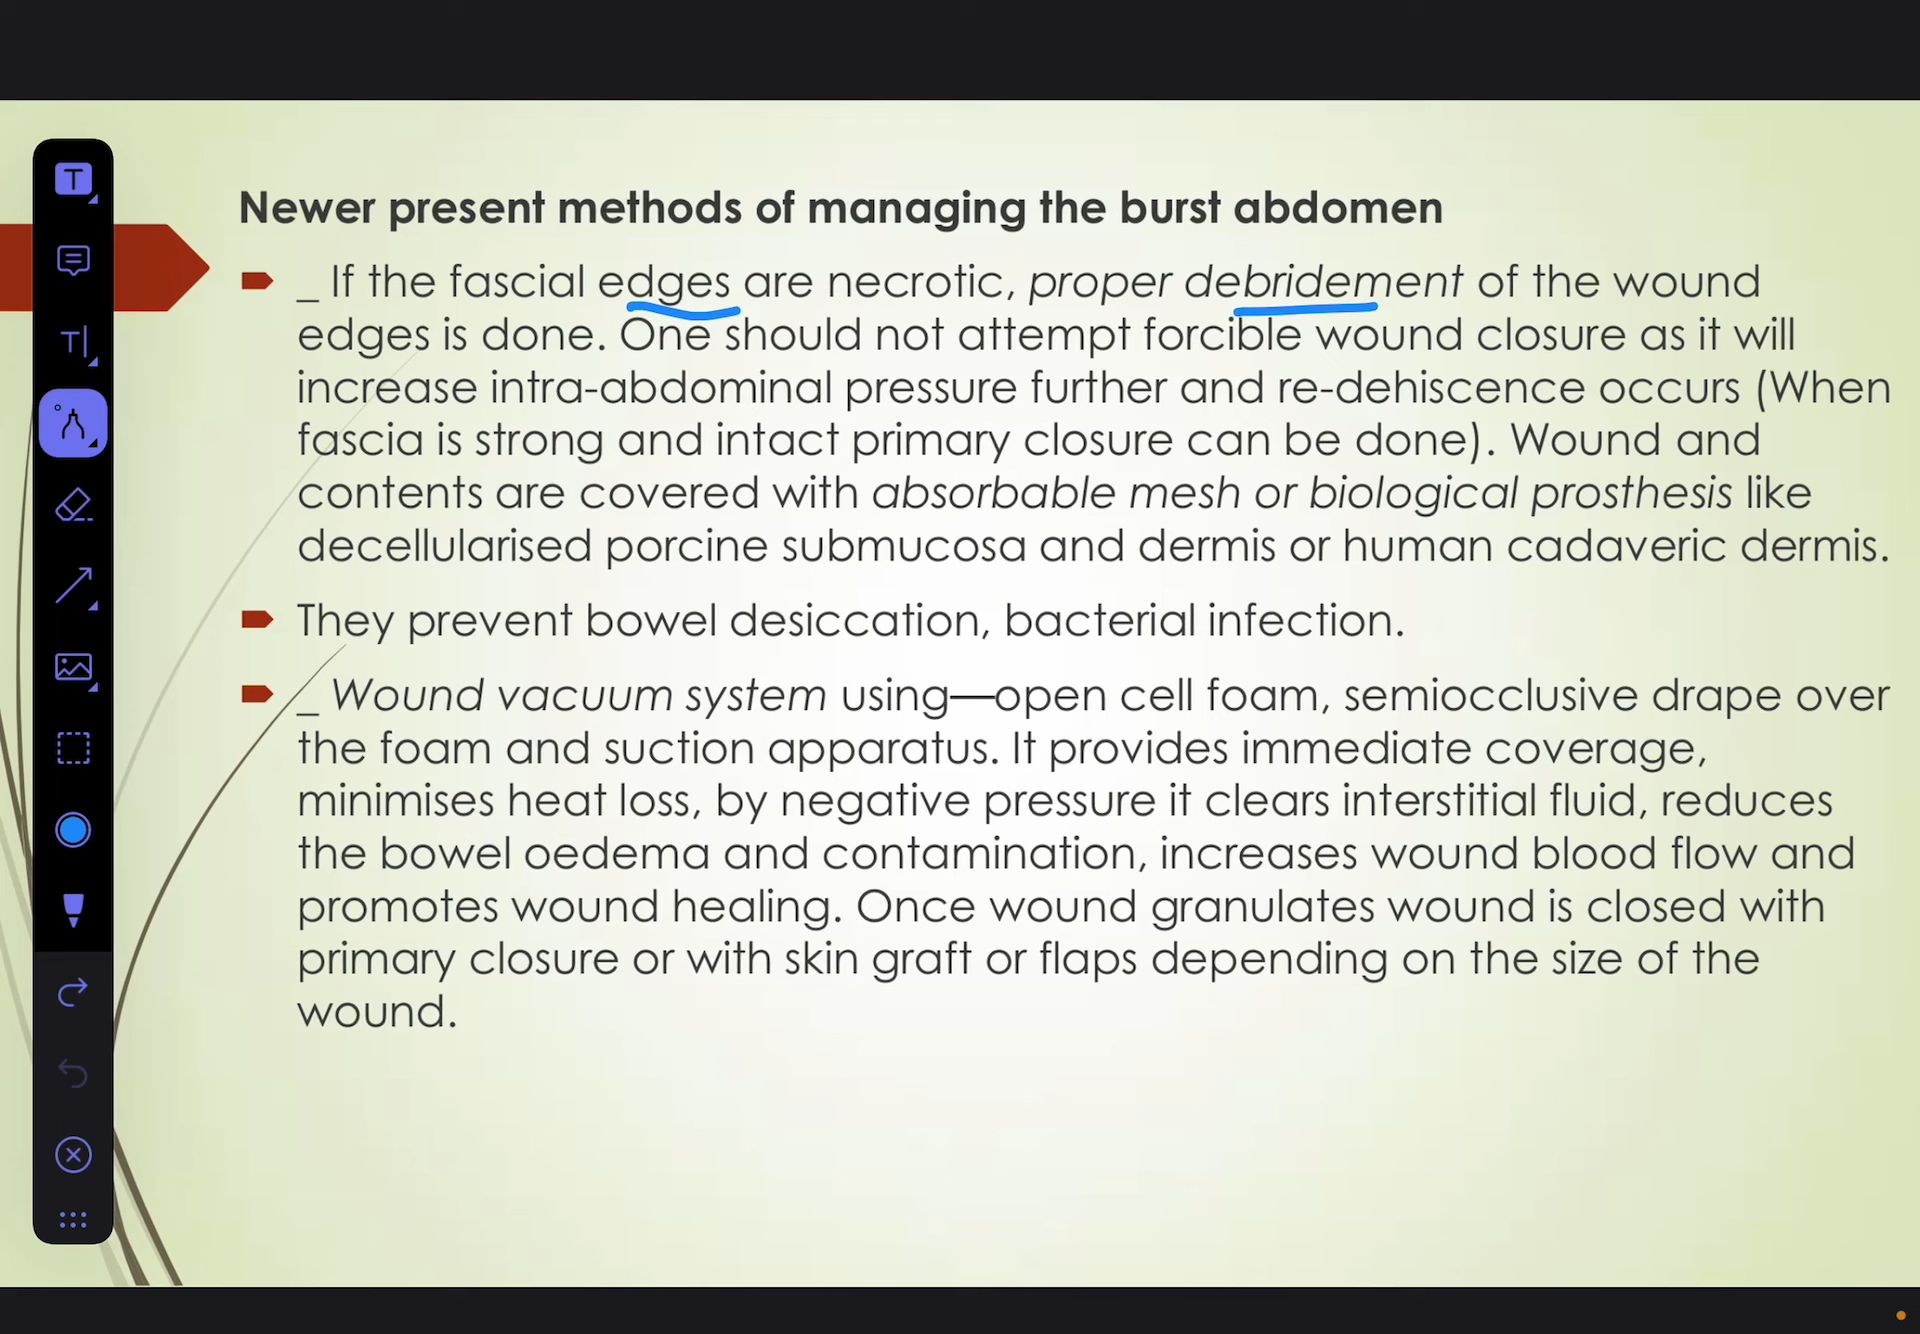 Newer present methods of managing the burst abdomen
_ If the fascial edges are necrotic, proper debridement of the wound
edges is done. One should not attempt forcible wound closure as it will
increase intra-abdominal pressure further and re-dehiscence occurs (When
fascia is strong and intact primary closure can be done). Wound and
contents are covered with absorbable mesh or biological prosthesis like
decellularised porcine submucosa and dermis or human cadaveric dermis.
They prevent bowel desiccation, bacterial infection.
_ Wound vacuum system using—open cell foam, semiocclusive drape over
the foam and suction apparatus. It provides immediate coverage,
minimises heat loss, by negative pressure it clears interstitial fluid, reduces
the bowel oedema and contamination, increases wound blood flow and
promotes wound healing. Once wound granulates wound is closed with
primary closure or with skin graft or flaps depending on the size of the
wound.